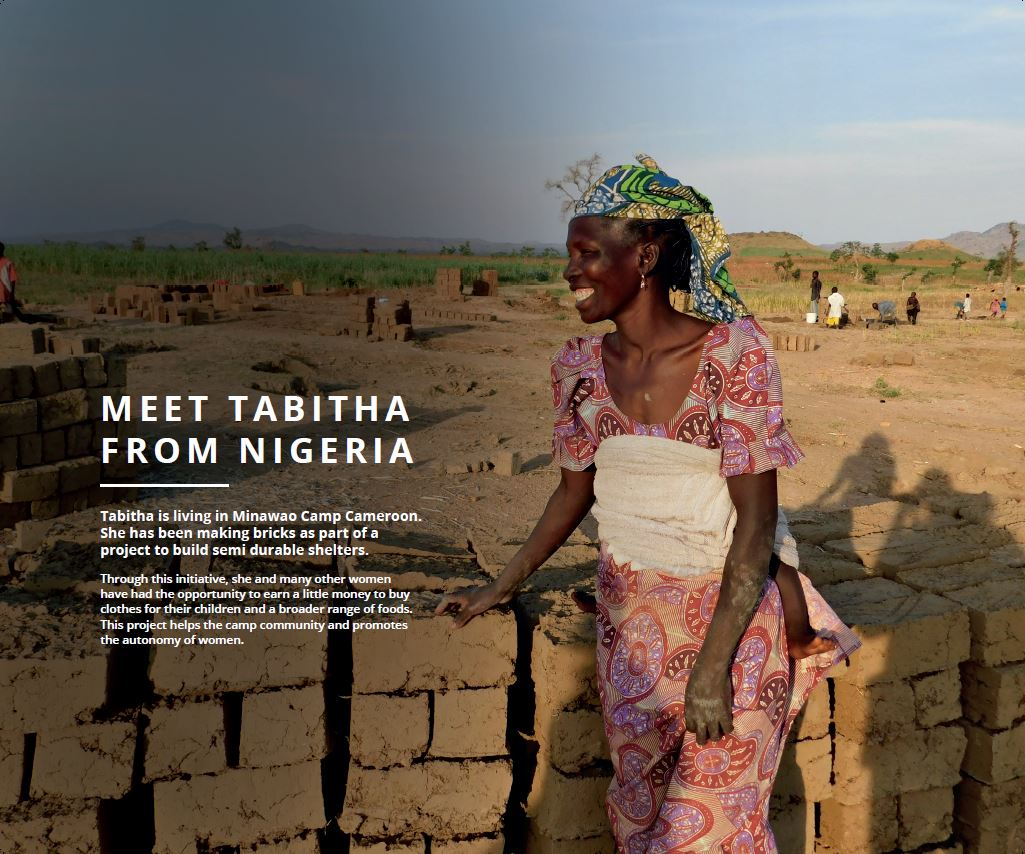 MEET TABITHA
FROM NIGERIA
Tabitha is living in Minawao Camp Cameroon.
She has been making bricks as part of a
project to build semi durable shelters.
Through this initiative, she and many other women
have had the opportunity to earn a little money to buy
clothes for their children and a broader range of foods.
This project helps the camp community and promotes
the autonomy of women.